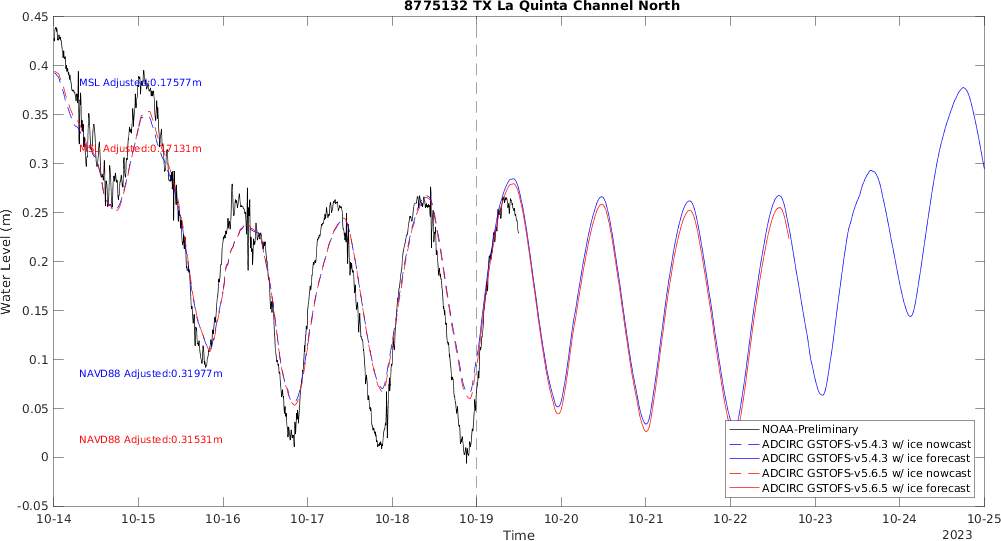 8775132 TX La Quinta Channel North
0.45
0.4
0.35
0.3
0.25
0.2
0.15
0.1
0.05
0
-0.05
Water Level (m)
MSL Adjusted:0.17577m
MSL Adjusted:0.17131m
NAVD88 Adjusted:0.31977m
NAVD88 Adjusted:0.31531m
NOAA-Preliminary
ADCIRC GSTOFS-v5.4.3 w/ ice nowcast
ADCIRC GSTOFS-v5.4.3 w/ ice forecast
ADCIRC GSTOFS-v5.6.5 w/ ice nowcast
ADCIRC GSTOFS-v5.6.5 w/ ice forecast
10-14 10-15 10-16 10-17 10-18 10-19 10-20 10-21 10-22 10-23 10-24 10-25
Time
2023